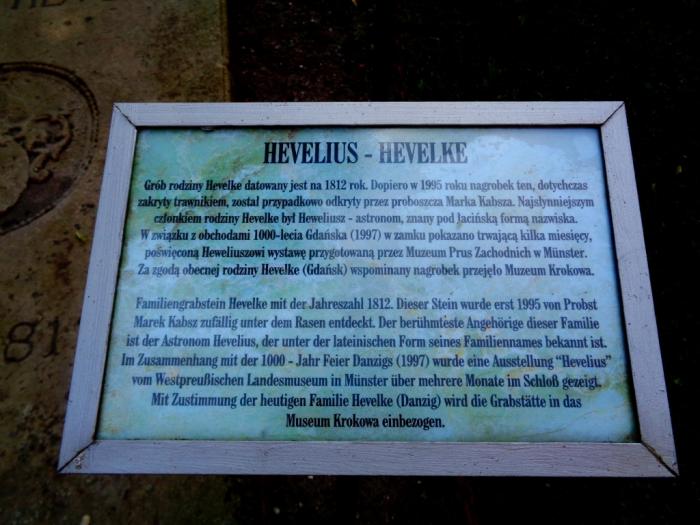 HEVELIUS - HEVELKE
Grób rodziny Hevelke datowany jest na 1812 rok. Dopiero w 1995 roku nagrobek ten, dotychczas
zakryty trawnikiem, został przypadkowo odkryty przez proboszcza Marka Kabsza. Najsłynniejszym
członkiem rodziny Hevelke był Heweliusz - astronom, znany pod łacińską formą nazwiska.
W związku z obchodami 1000-lecia Gdańska (1997) w zamku pokazano trwającą kilka miesięcy,
poświęconą Heweliuszowi wystawę przygotowaną przez Muzeum Prus Zachodnich w Münster.
Za zgodą obecnej rodziny Hevelke (Gdańsk) wspominany nagrobek przejęło Muzeum Krokowa.
Familiengrabstein Hevelke mit der Jahreszahl 1812. Dieser Stein wurde erst 1995 von Probst
Marek Kabsz zufällig unter dem Rasen entdeckt. Der berühmteste Angehörige dieser Familie
ist der Astronom Hevelius, der unter der lateinischen Form seines Familiennames bekannt ist.
Im Zusammenhang mit der 1000 - Jahr Feier Danzigs (1997) wurde eine Ausstellung “Hevelius”
vom Westpreußischen Landesmuseum in Münster über mehrere Monate im Schloß gezeigt.
Mit Zustimmung der heutigen Familie Hevelke (Danzig) wird die Grabstätte in das
Museum Krokowa einbezogen.
181